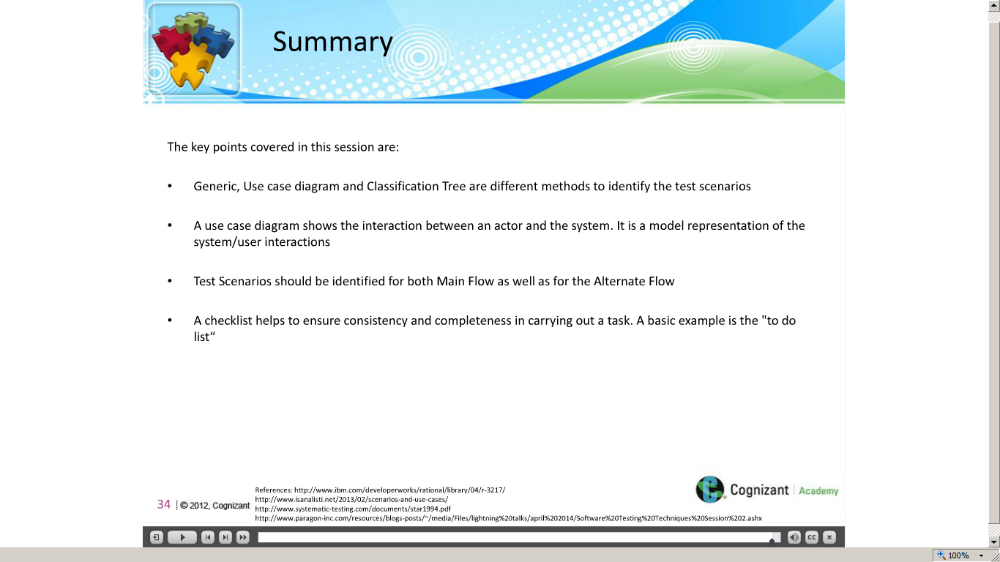 Summary
The key points covered in this session are:
• Generic, Use case diagram and Classification Tree are different methods to identify the test scenarios
• A use case diagram shows the interaction between an actor and the system. It is a model representation of the
system/user interactions
• Test Scenarios should be identified for both Main Flow as well as for the Alternate Flow
• A checklist helps to ensure consistency and completeness in carrying out a task. A basic example is the "to do
list“
References: http://www.ibm.com/developerworks/rational/library/04/r-3217/
http://www.isanalisti.net/2013/02/scenarios-and-use-cases/
http://www.systematic-testing.com/documents/star1994.pdf
http://www.paragon-inc.com/resources/blogs-posts/~/media/Files/lightning%20talks/april%202014/Software%20Testing%20Techniques%20Session%202.ashx
34 | © 2012, Cognizant
Cognizant | Academy
CC
100%